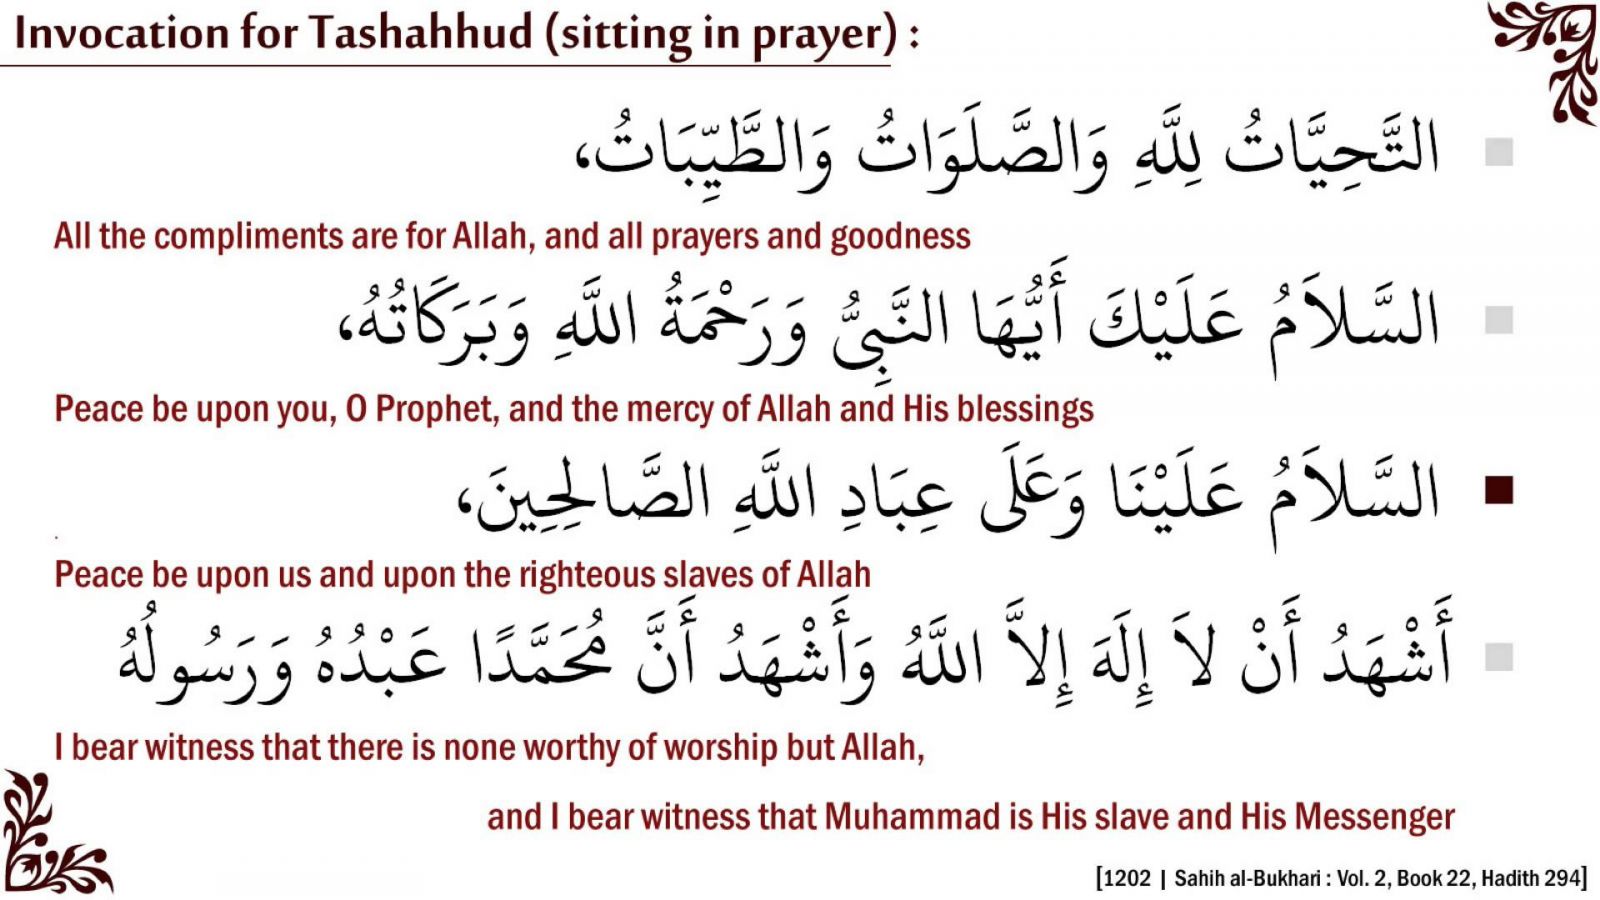 Invocation for Tashahhud (sitting in prayer) :
التَّحِيَّاتُ لِلَّهِ وَالصَّلَوَاتُ وَالطَّيِّبَاتُ،
All the compliments are for Allah, and all prayers and goodness
السَّلاَمُ عَلَيْكَ أَيُّهَا النَّبِيُّ وَرَحْمَةُ اللَّهِ وَبَرَكَاتُهُ،
Peace be upon you, O Prophet, and the mercy of Allah and His blessings
السَّلاَمُ عَلَيْنَا وَعَلَى عِبَادِ اللَّهِ الصَّالِحِينَ،
Peace be upon us and upon the righteous slaves of Allah
أَشْهَدُ أَنْ لاَ إِلَهَ إِلاَّ اللَّهُ وَأَشْهَدُ أَنَّ مُحَمَّدًا عَبْدُهُ وَرَسُولُهُ
I bear witness that there is none worthy of worship but Allah,
and I bear witness that Muhammad is His slave and His Messenger
[1202 | Sahih al-Bukhari : Vol. 2, Book 22, Hadith 294]